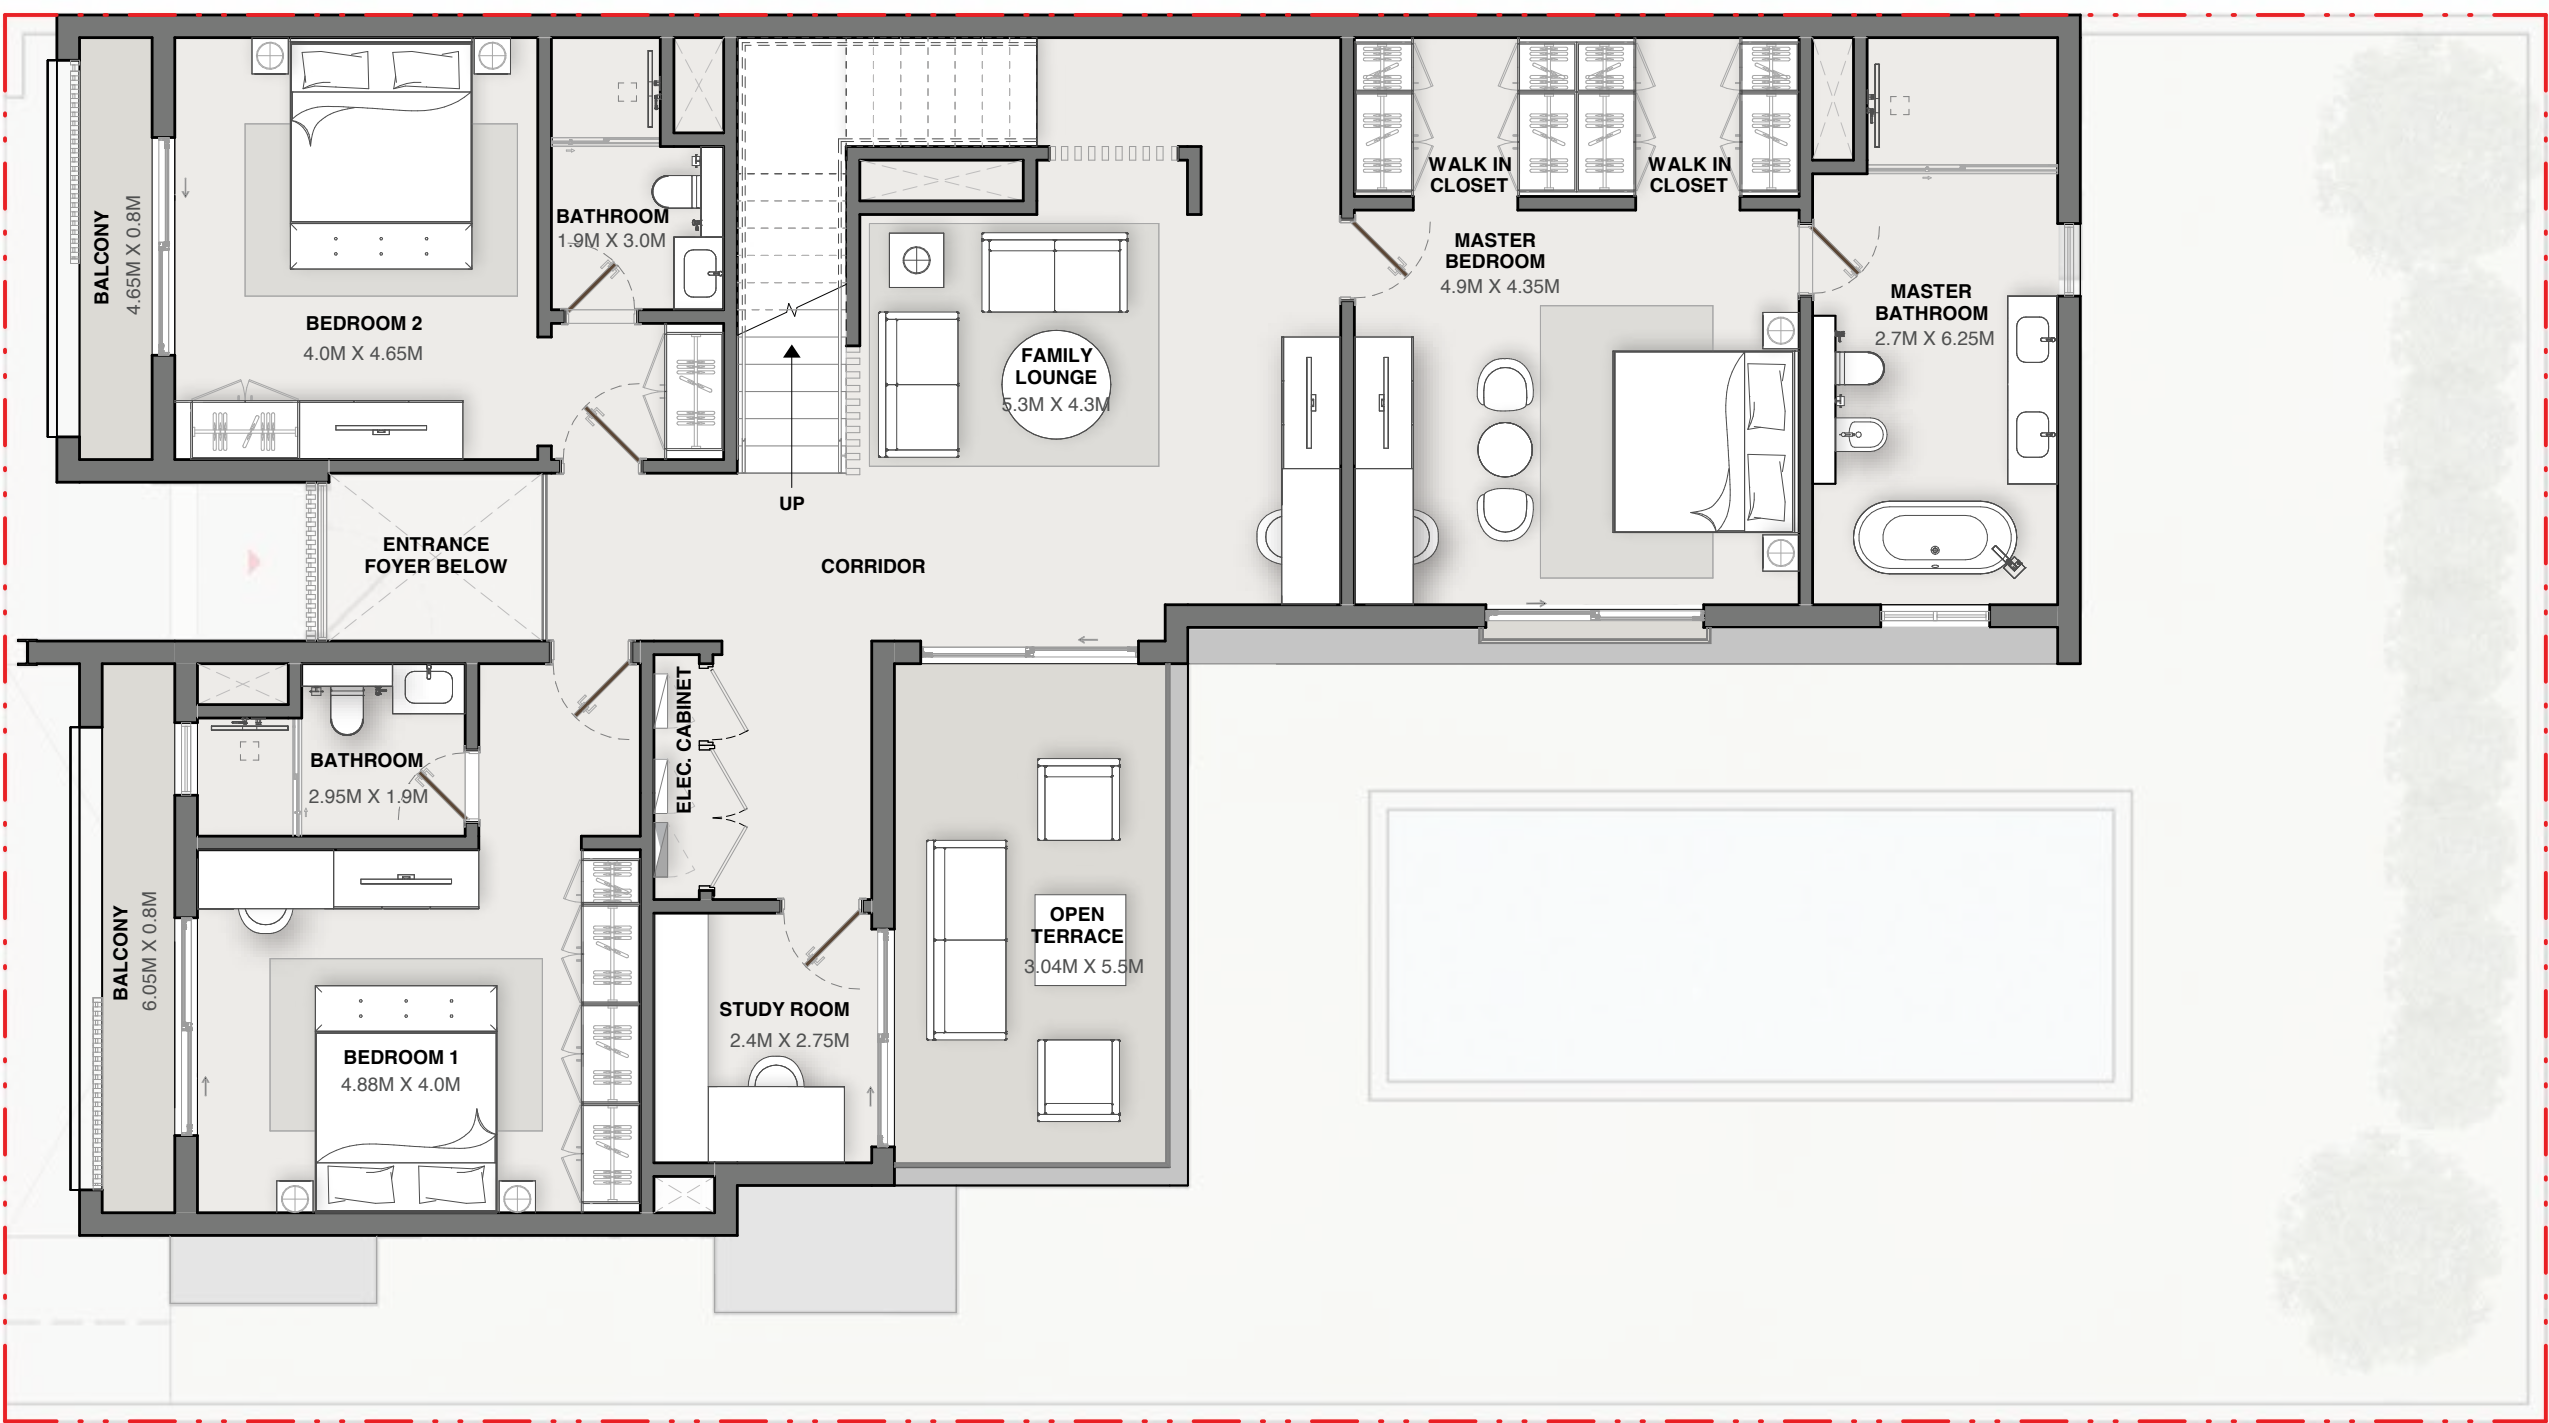 BALCONY
4.65M X 0.8M
BEDROOM 2
4.0M X 4.65M
BATHROOM
1.9M X 3.0M
UP
FAMILY
LOUNGE
5.3M X 4.3M
WALK IN
CLOSET
WALK IN
CLOSET
MASTER
BEDROOM
4.9M X 4.35M
MASTER
BATHROOM
2.7M X 6.25M
ENTRANCE
FOYER BELOW
CORRIDOR
BATHROOM
2.95M X 1.9M
ELEC. CABINET
BALCONY
6.05M X 0.8M
BEDROOM 1
4.88M X 4.0M
STUDY ROOM
2.4M X 2.75M
OPEN
TERRACE
3.04M X 5.5M